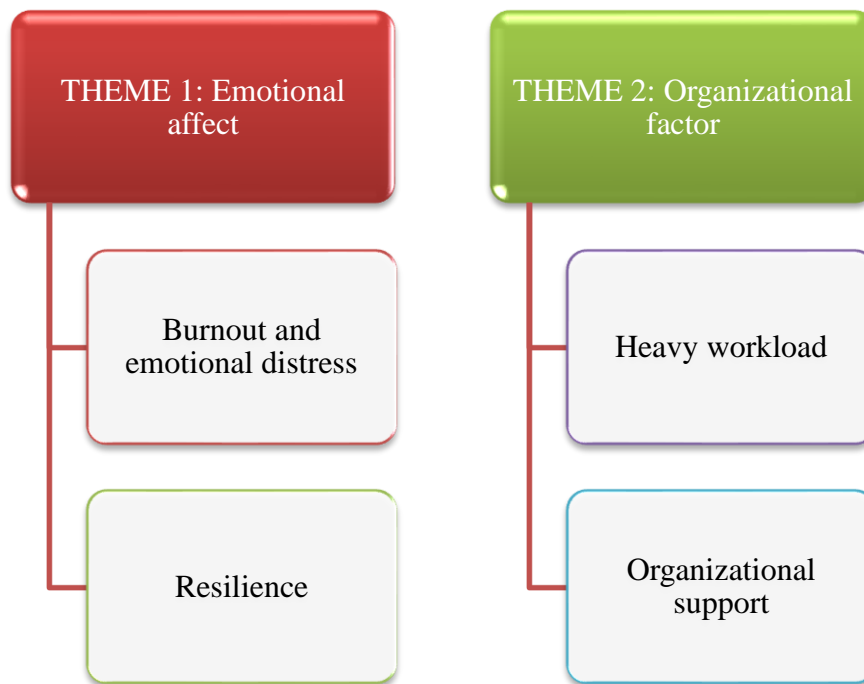 THEME 1: Emotional
affect
Burnout and
emotional distress
Resilience
THEME 2: Organizational
factor
Heavy workload
Organizational
support